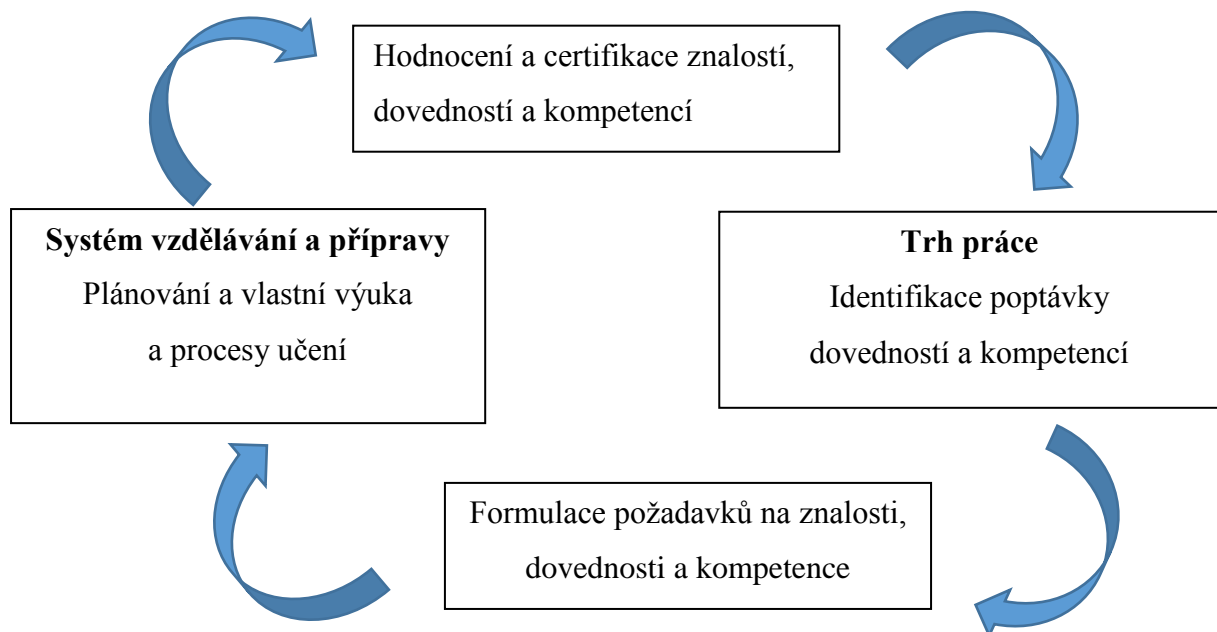 Hodnocení a certifikace znalostí,
dovedností a kompetencí
Systém vzdělávání a přípravy
Plánování a vlastní výuka
a procesy učení
Trh práce
Identifikace poptávky
dovedností a kompetencí
Formulace požadavků na znalosti,
dovednosti a kompetence